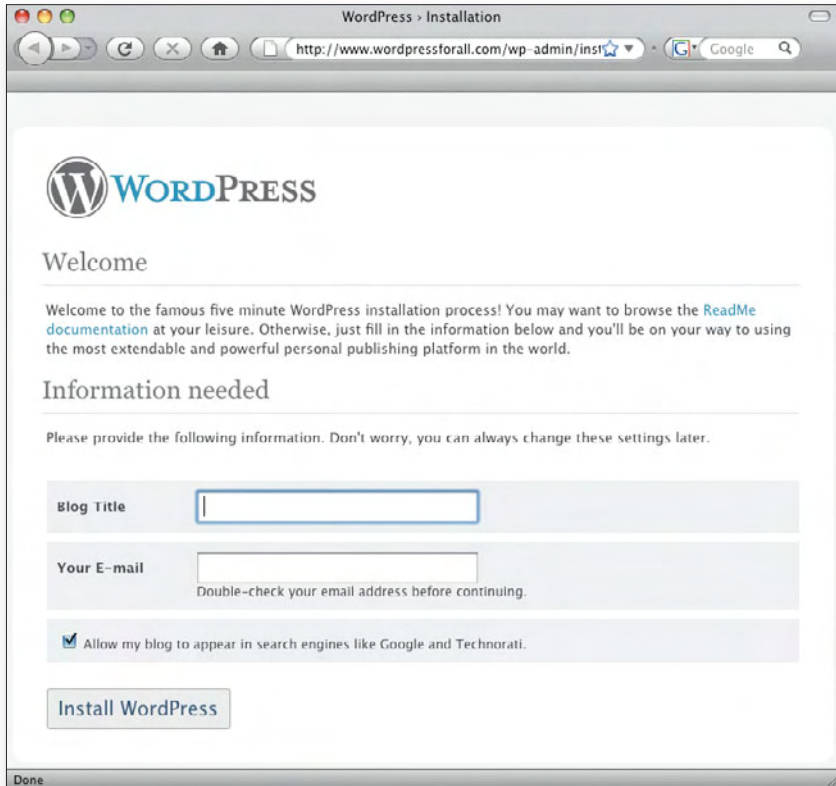 WordPress › Installation
http://www.wordpressforall.com/wp-admin/inst
G
Google
WORDPRESS
Welcome
Welcome to the famous five minute WordPress installation process! You may want to browse the ReadMe
documentation at your leisure. Otherwise, just fill in the information below and you'll be on your way to using
the most extendable and powerful personal publishing platform in the world.
Information needed
Please provide the following information. Don't worry, you can always change these settings later.
Blog Title
Your E-mail
Double-check your email address before continuing.
Allow my blog to appear in search engines like Google and Technorati.
Install WordPress
Done